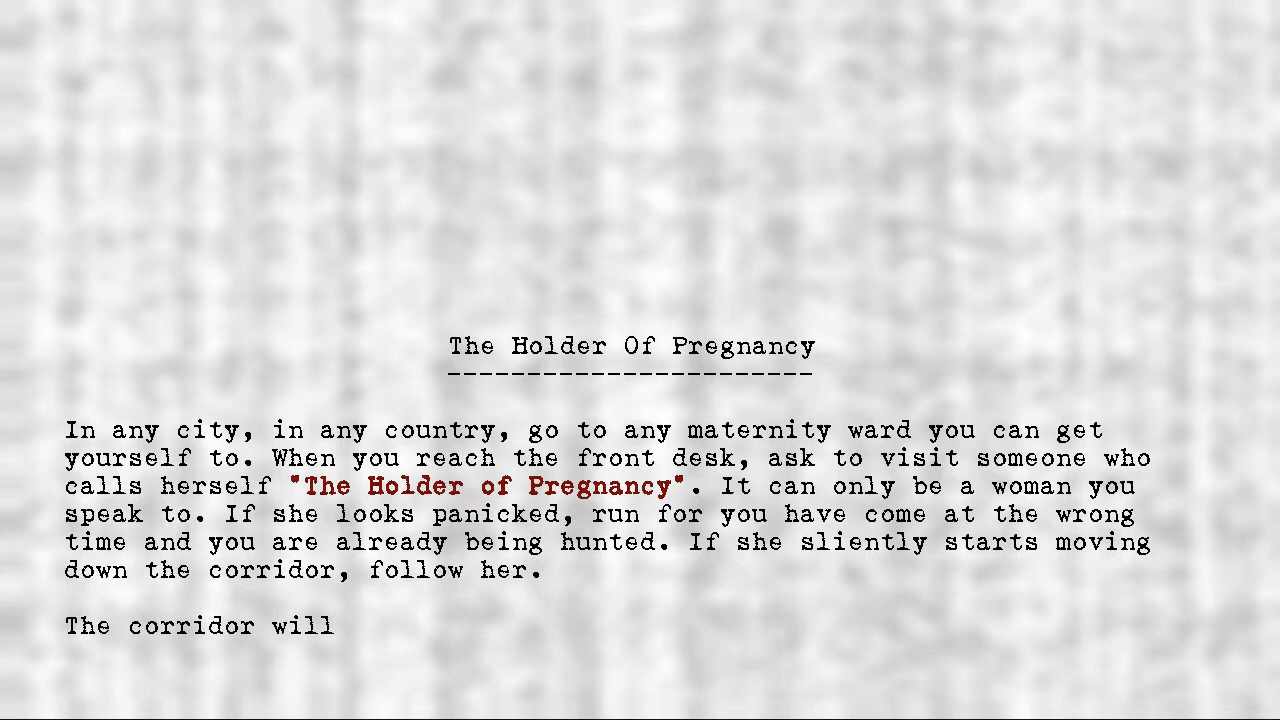 The Holder Of Pregnancy
-----------------------
In any city, in any country, go to any maternity ward you can get
yourself to. When you reach the front desk, ask to visit someone who
calls herself "The Holder of Pregnancy". It can only be a woman you
speak to. If she looks panicked, run for you have come at the wrong
time and you are already being hunted. If she sliently starts moving
down the corridor, follow her.
The corridor will